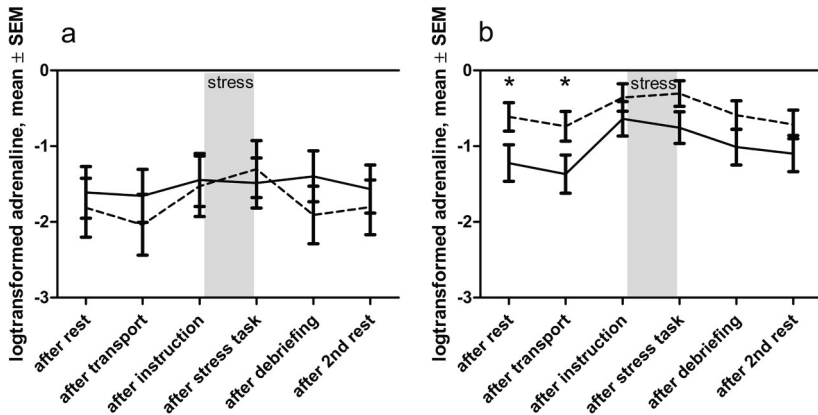 a
logtransformed adrenaline, mean ± SEM
0
-1
-2
-3
stress
after rest
after transport
after instruction
after stress task
after debriefing
after 2nd rest
b
logtransformed adrenaline, mean ± SEM
0
-1
-2
-3
* *
stress
after rest
after transport
after instruction
after stress task
after debriefing
after 2nd rest